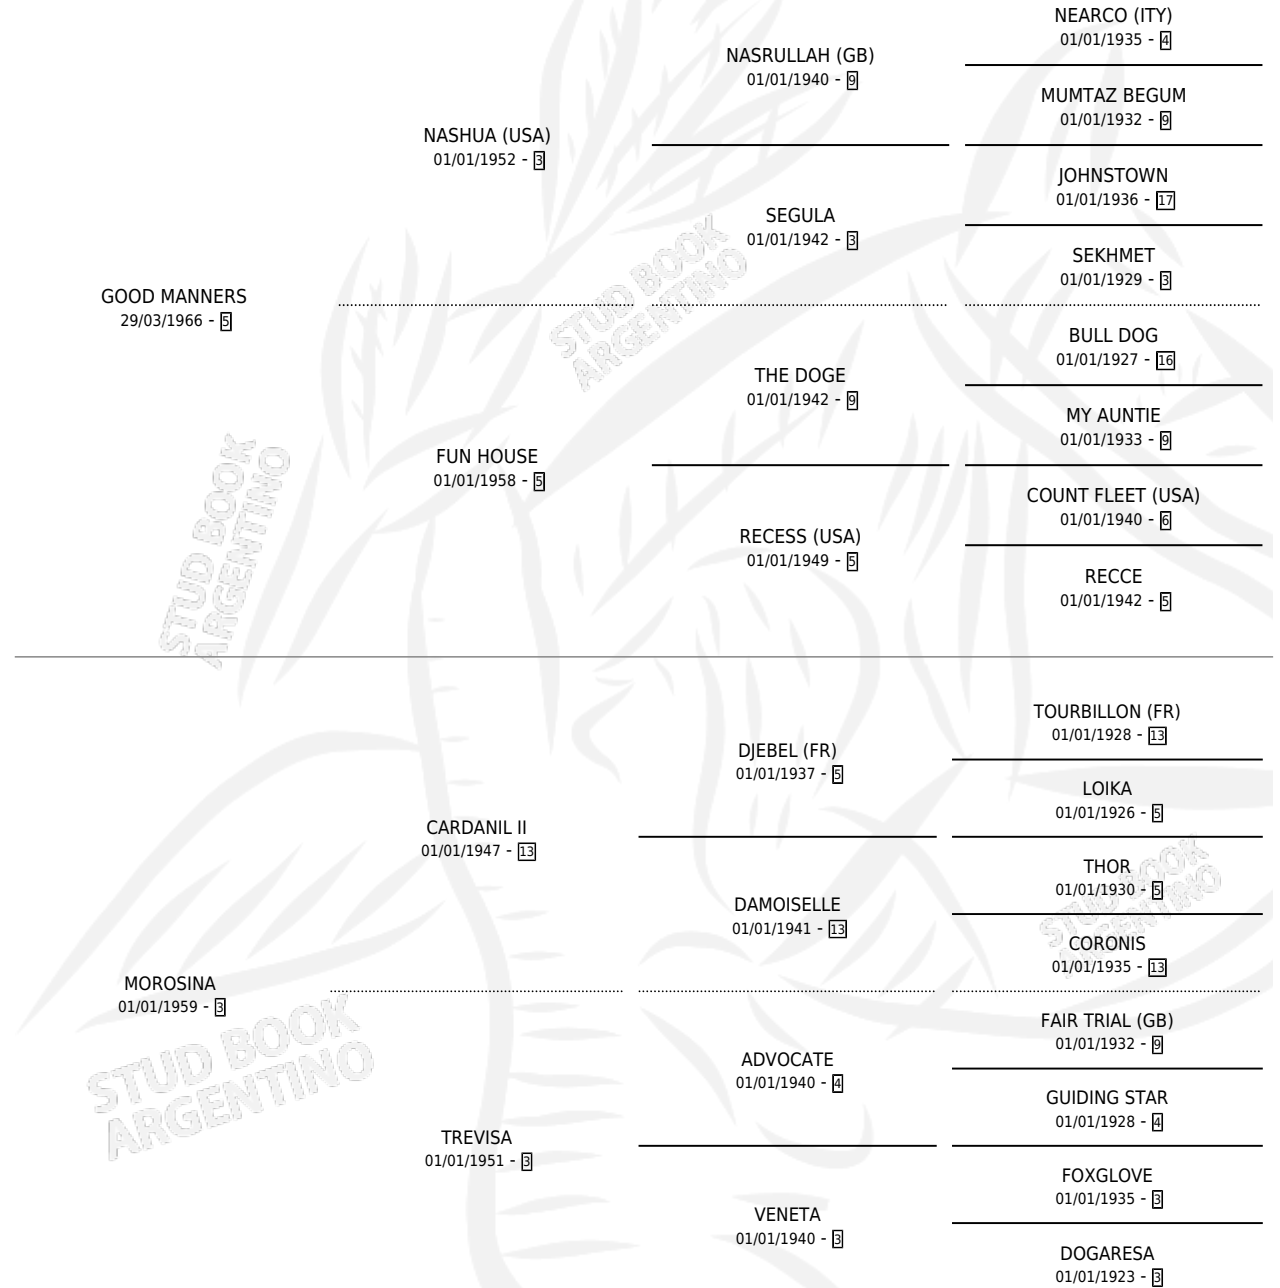 GOOD MANNERS
29/03/1966 - 5
NASHUA (USA)
01/01/1952 - 3
NASRULLAH (GB)
01/01/1940 - 9
NEARCO (ITY)
01/01/1935 - 4
MUMTAZ BEGUM
01/01/1932 - 9
SEGULA
01/01/1942 - 3
JOHNSTOWN
01/01/1936 - 17
SEKHMET
01/01/1929 - 3
FUN HOUSE
01/01/1958 - 5
THE DOGE
01/01/1942 - 9
BULL DOG
01/01/1927 - 16
MY AUNTIE
01/01/1933 - 9
RECESS (USA)
01/01/1949 - 5
COUNT FLEET (USA)
01/01/1940 - 6
RECCE
01/01/1942 - 5
MOROSINA
01/01/1959 - 3
CARDANIL II
01/01/1947 - 13
DJEBEL (FR)
01/01/1937 - 5
TOURBILLON (FR)
01/01/1928 - 13
LOIKA
01/01/1926 - 5
DAMOISELLE
01/01/1941 - 13
THOR
01/01/1930 - 5
CORONIS
01/01/1935 - 13
TREVISA
01/01/1951 - 3
ADVOCATE
01/01/1940 - 4
FAIR TRIAL (GB)
01/01/1932 - 9
GUIDING STAR
01/01/1928 - 4
VENETA
01/01/1940 - 3
FOXGLOVE
01/01/1935 - 3
DOGARESA
01/01/1923 - 3
STUD BOOK
ARGENTINO
STUD BOOK
ARGENTINO
STUD BOOK
ARGENTINO
STUD BOOK
ARGENTINO